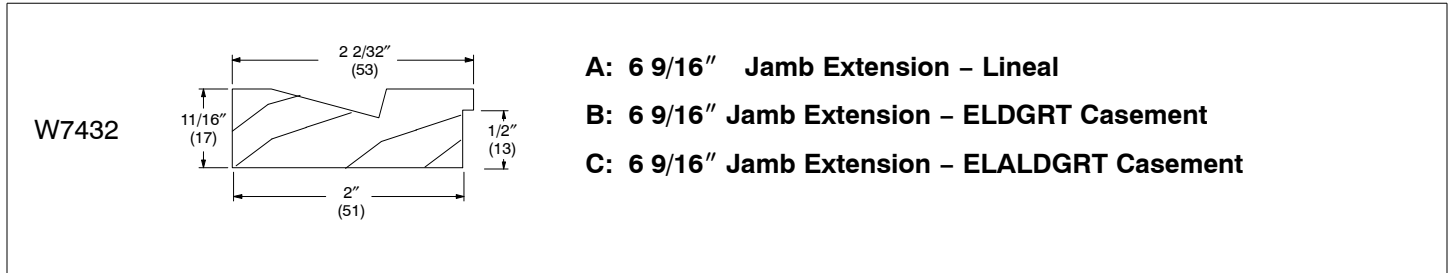 W7432
2 2/32″
(53)
11/16″
(17)
1/2″
(13)
2″
(51)
A: 6 9/16″ Jamb Extension – Lineal
B: 6 9/16″ Jamb Extension – ELDGRT Casement
C: 6 9/16″ Jamb Extension – ELALDGRT Casement